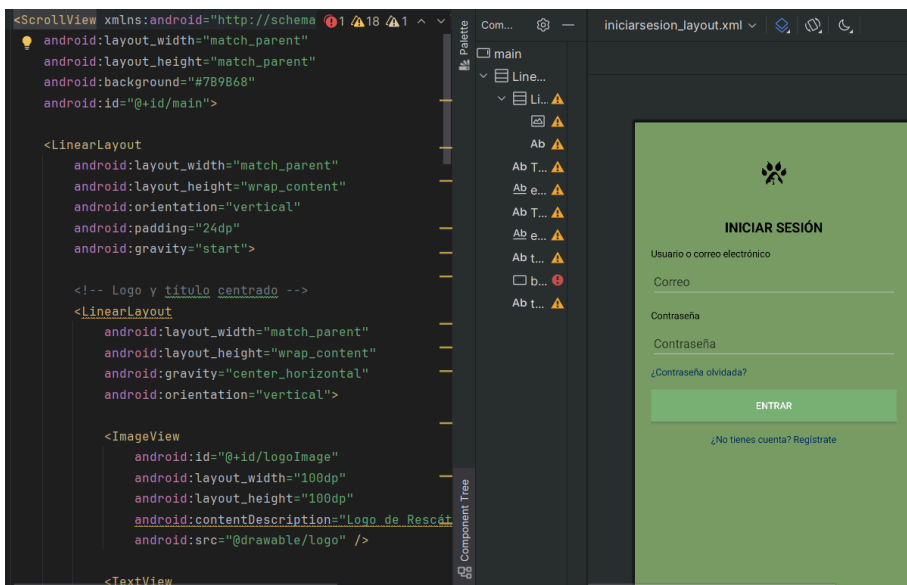 <ScrollView xmlns:android="http://schema 1 18 1
android:layout_width="match_parent"
android:layout_height="match_parent"
android:background="#7B9B68"
android:id="@+id/main">
<LinearLayout
android:layout_width="match_parent"
android:layout_height="wrap_content"
android:orientation="vertical"
android:padding="24dp"
android:gravity="start">
<!-- Logo y título centrado -->
<LinearLayout
android:layout_width="match_parent"
android:layout_height="wrap_content"
android:gravity="center_horizontal"
android:orientation="vertical">
<ImageView
android:id="@+id/logoImage"
android:layout_width="100dp"
android:layout_height="100dp"
android:contentDescription="Logo de Rescát
android:src="@drawable/logo" />
<TextView
Palette
Component Tree
Com...
main
Line...
Li...
Ab
Ab T...
Ab e...
Ab T...
Ab e...
Ab t...
b...
Ab t...
iniciarsesion_layout.xml
INICIAR SESIÓN
Usuario o correo electrónico
Correo
Contraseña
Contraseña
¿Contraseña olvidada?
ENTRAR
¿No tienes cuenta? Regístrate